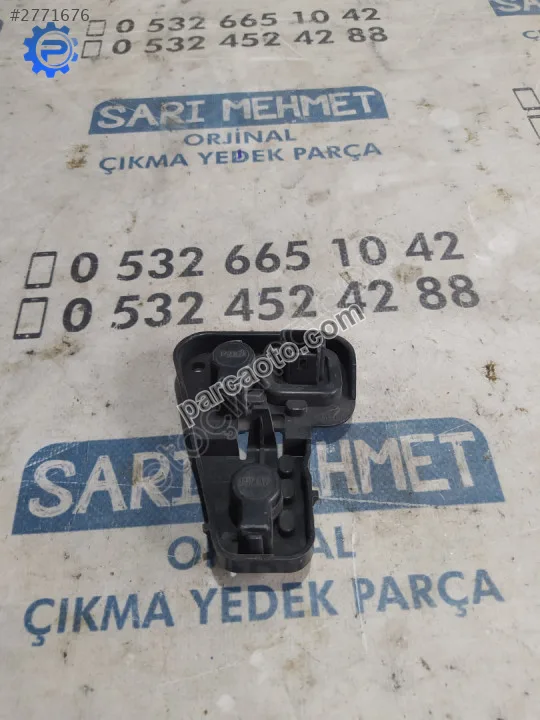 #2771676
0 532 665 10 42
0 532 452 42 88
SARI MEHMET
ORJİNAL
ÇIKMA YEDEK PARÇA
0 532 665 10 42
0 532 452 42 88
parcaoto.com
SARI MEHMET
ORJİNAL
ÇIKMA YEDEK PARÇA